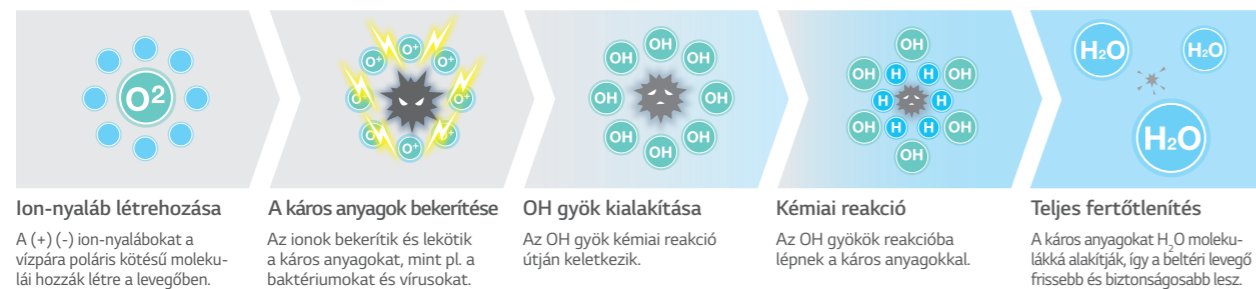 O2
O+ O+ O+ O+ O+ O+ O+ O+
OH OH OH OH OH OH OH OH
OH OH OH OH OH OH
H H H H H H
H2O H2O H2O
Ion-nyaláb létrehozása
A (+) (-) ion-nyalábokat a
vízpára poláris kötésű moleku-
lái hozzák létre a levegőben.
A káros anyagok bekerítése
Az ionok bekerítik és lekötik
a káros anyagokat, mint pl. a
baktériumokat és vírusokat.
OH gyök kialakítása
Az OH gyök kémiai reakció
útján keletkezik.
Kémiai reakció
Az OH gyökök reakcióba
lépnek a káros anyagokkal.
Teljes fertőtlenítés
A káros anyagokat H2O moleku-
lákká alakítják, így a beltéri levegő
frissebb és biztonságosabb lesz.